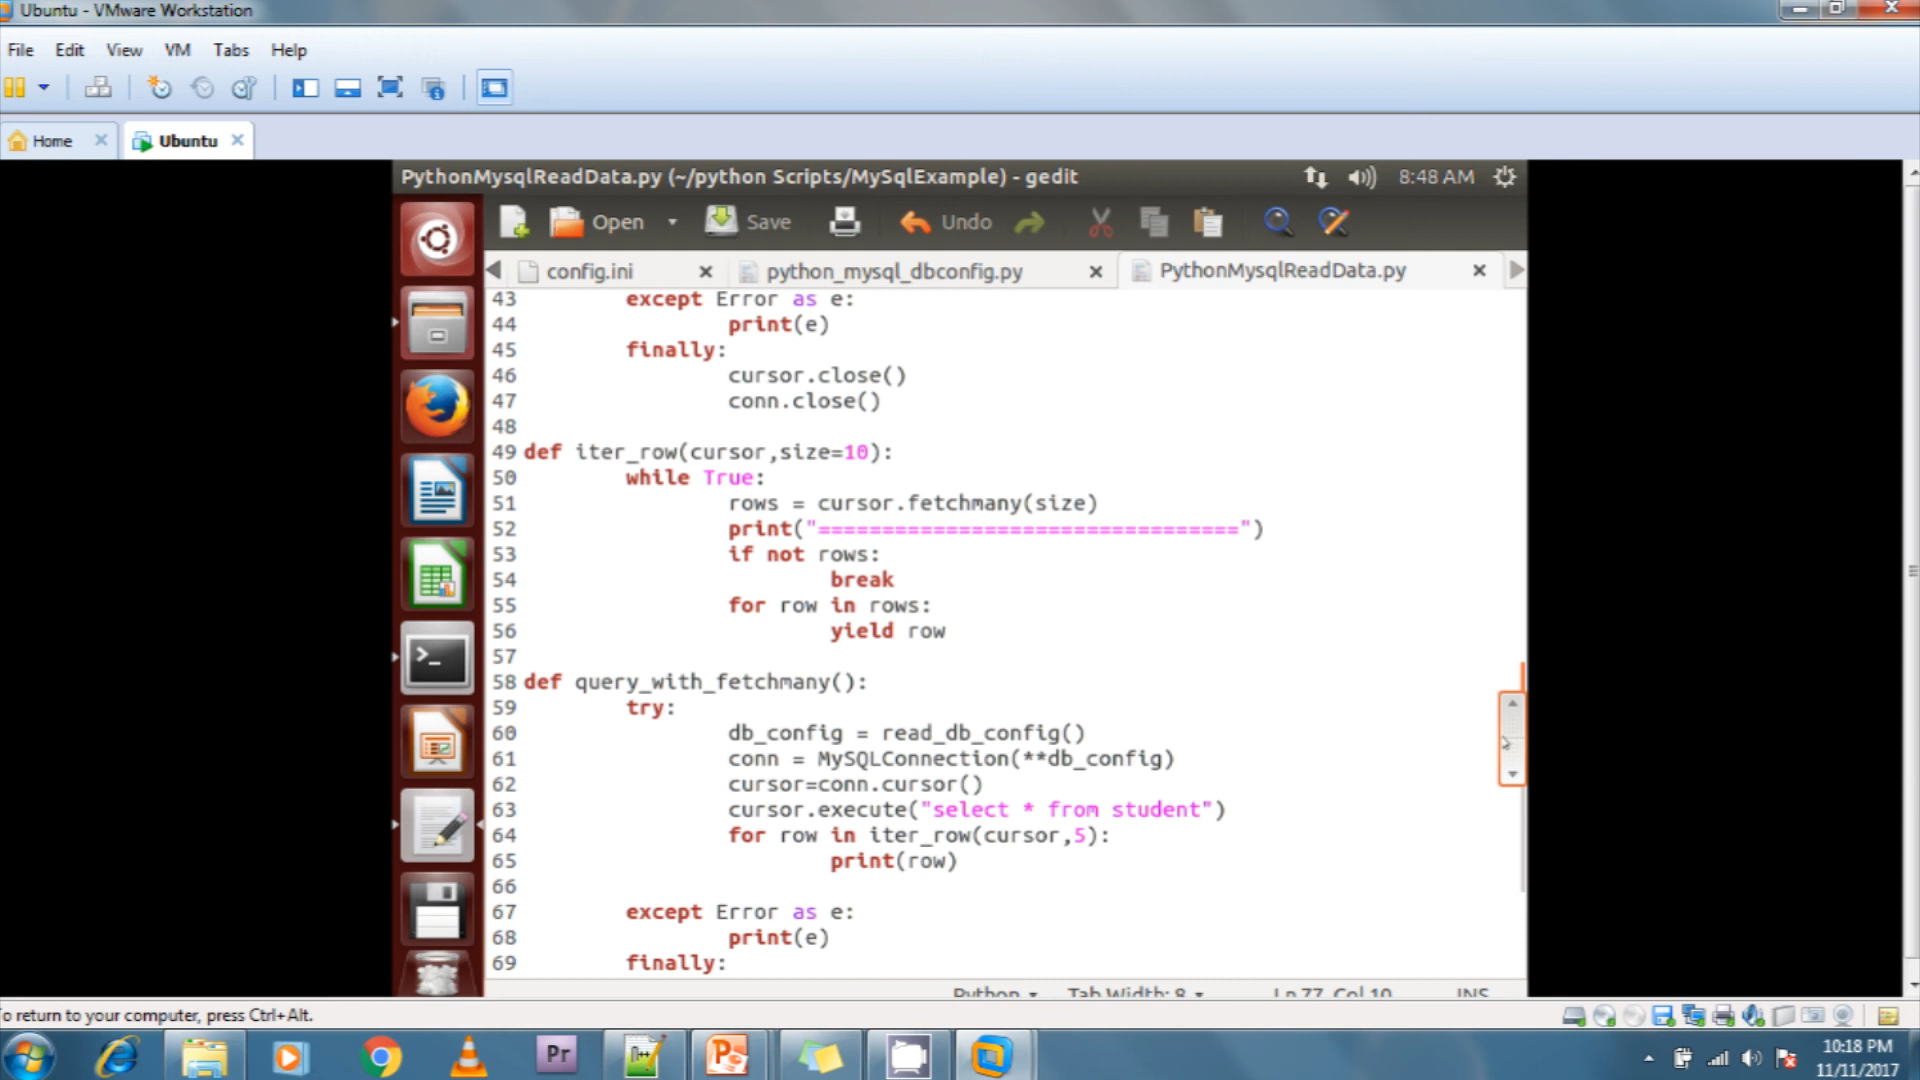 Ubuntu - VMware Workstation
File Edit View VM Tabs Help
Home Ubuntu
PythonMysqlReadData.py (~/python Scripts/MySqlExample) - gedit 8:48 AM
Open Save Undo
config.ini python_mysql_dbconfig.py PythonMysqlReadData.py
43 except Error as e:
44 print(e)
45 finally:
46 cursor.close()
47 conn.close()
48
49 def iter_row(cursor,size=10):
50 while True:
51 rows = cursor.fetchmany(size)
52 print("=================================")
53 if not rows:
54 break
55 for row in rows:
56 yield row
57
58 def query_with_fetchmany():
59 try:
60 db_config = read_db_config()
61 conn = MySQLConnection(**db_config)
62 cursor=conn.cursor()
63 cursor.execute("select * from student")
64 for row in iter_row(cursor,5):
65 print(row)
66
67 except Error as e:
68 print(e)
69 finally:
Python Tab Width: 8 Ln 77, Col 10 INS
o return to your computer, press Ctrl+Alt.
Pr
10:18 PM
11/11/2017